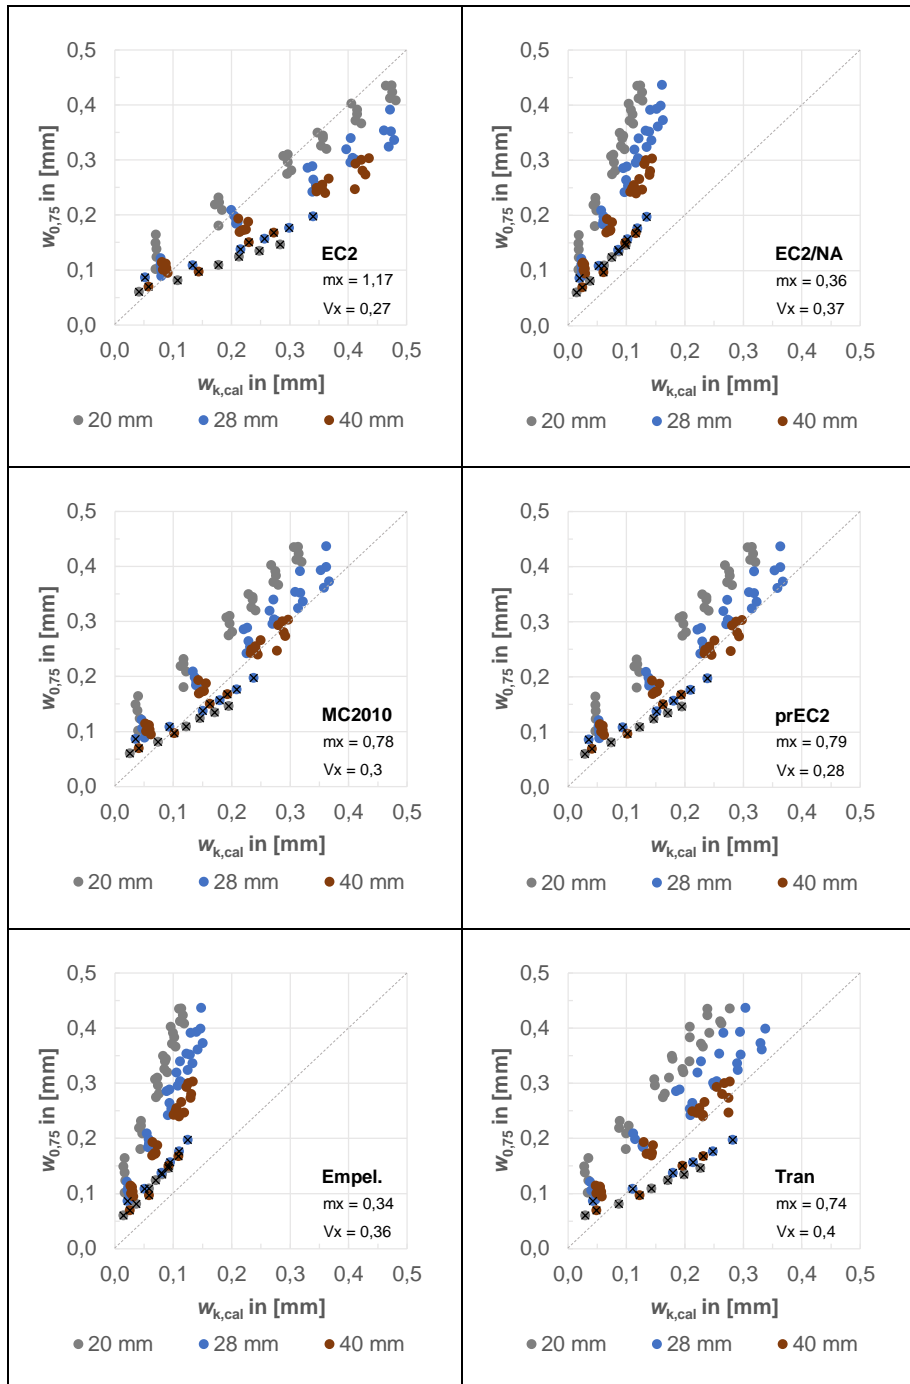 0,5
0,4
0,3
0,2
0,1
0,0
w0,75 in [mm]
EC2
mx = 1,17
Vx = 0,27
0,0 0,1 0,2 0,3 0,4 0,5
wk,cal in [mm]
20 mm 28 mm 40 mm
0,5
0,4
0,3
0,2
0,1
0,0
w0,75 in [mm]
EC2/NA
mx = 0,36
Vx = 0,37
0,0 0,1 0,2 0,3 0,4 0,5
wk,cal in [mm]
20 mm 28 mm 40 mm
0,5
0,4
0,3
0,2
0,1
0,0
w0,75 in [mm]
MC2010
mx = 0,78
Vx = 0,3
0,0 0,1 0,2 0,3 0,4 0,5
wk,cal in [mm]
20 mm 28 mm 40 mm
0,5
0,4
0,3
0,2
0,1
0,0
w0,75 in [mm]
prEC2
mx = 0,79
Vx = 0,28
0,0 0,1 0,2 0,3 0,4 0,5
wk,cal in [mm]
20 mm 28 mm 40 mm
0,5
0,4
0,3
0,2
0,1
0,0
w0,75 in [mm]
Empel.
mx = 0,34
Vx = 0,36
0,0 0,1 0,2 0,3 0,4 0,5
wk,cal in [mm]
20 mm 28 mm 40 mm
0,5
0,4
0,3
0,2
0,1
0,0
w0,75 in [mm]
Tran
mx = 0,74
Vx = 0,4
0,0 0,1 0,2 0,3 0,4 0,5
wk,cal in [mm]
20 mm 28 mm 40 mm